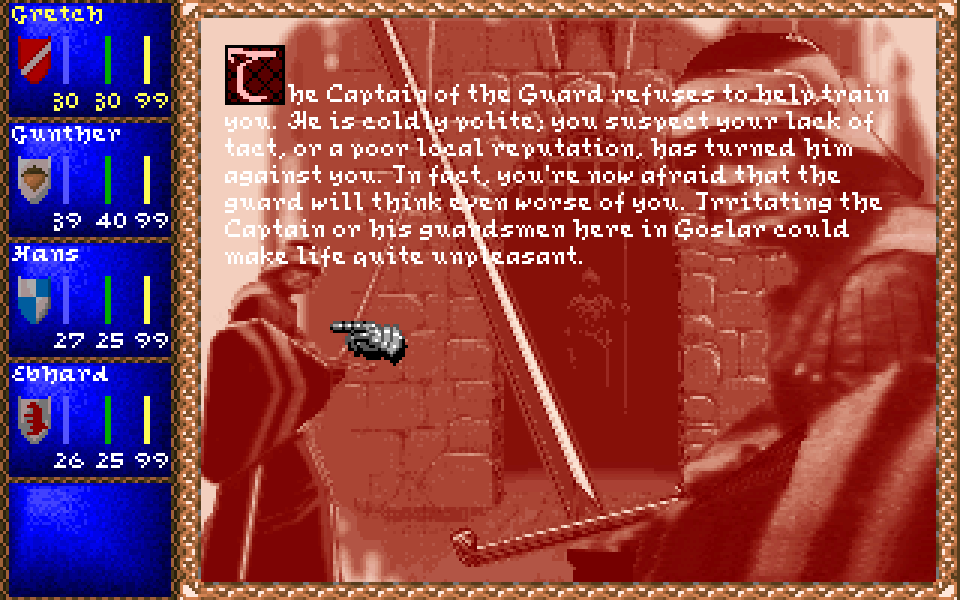 Gretch
30 30 99
Gunther
39 40 99
Hans
27 25 99
Ebhard
26 25 99
The Captain of the Guard refuses to help train
you. He is coldly polite; you suspect your lack of
tact, or a poor local reputation, has turned him
against you. In fact, you're now afraid that the
guard will think even worse of you. Irritating the
Captain or his guardsmen here in Goslar could
make life quite unpleasant.